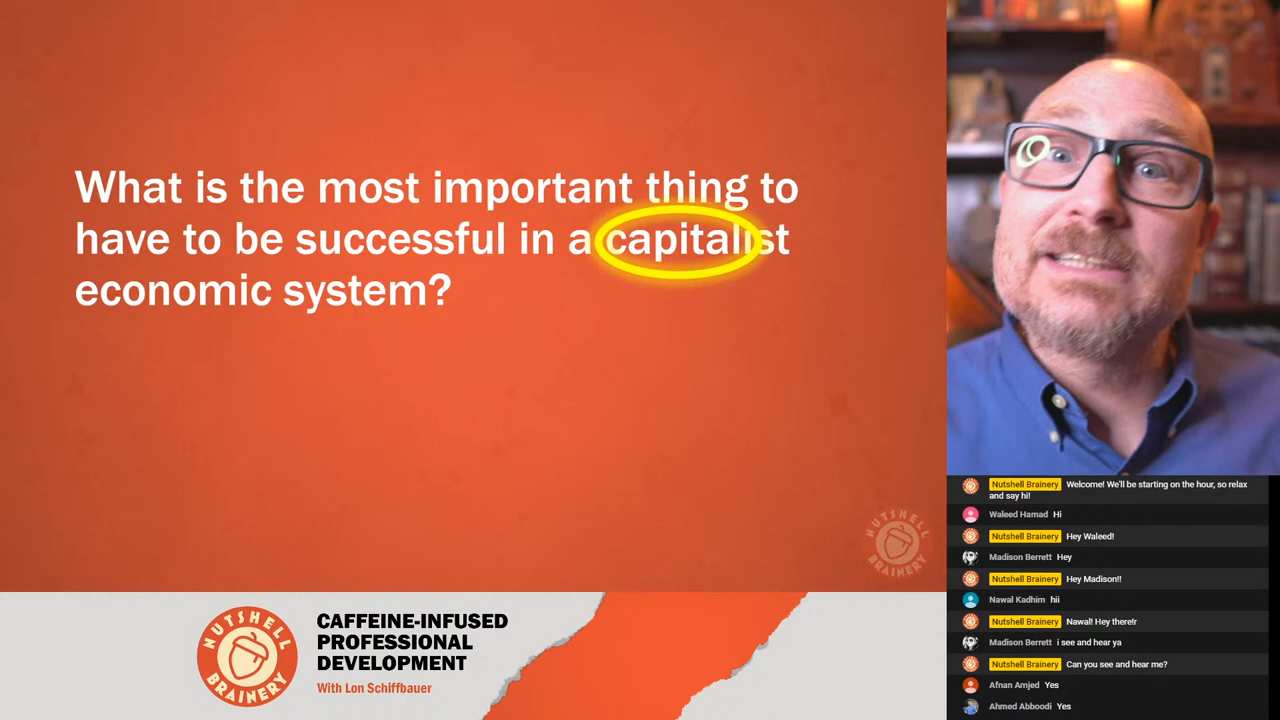 What is the most important thing to
have to be successful in a capitalist
economic system?
NUTSHELL
BRAINERY
NUTSHELL
BRAINERY
CAFFEINE-INFUSED
PROFESSIONAL
DEVELOPMENT
With Lon Schiffbauer
Nutshell Brainery Welcome! We'll be starting on the hour, so relax
and say hi!
Waleed Hamad Hi
Nutshell Brainery Hey Waleed!
Madison Berrett Hey
Nutshell Brainery Hey Madison!!
Nawal Kadhim hii
Nutshell Brainery Nawal! Hey there!r
Madison Berrett i see and hear ya
Nutshell Brainery Can you see and hear me?
Afnan Amjed Yes
Ahmed Abboodi Yes